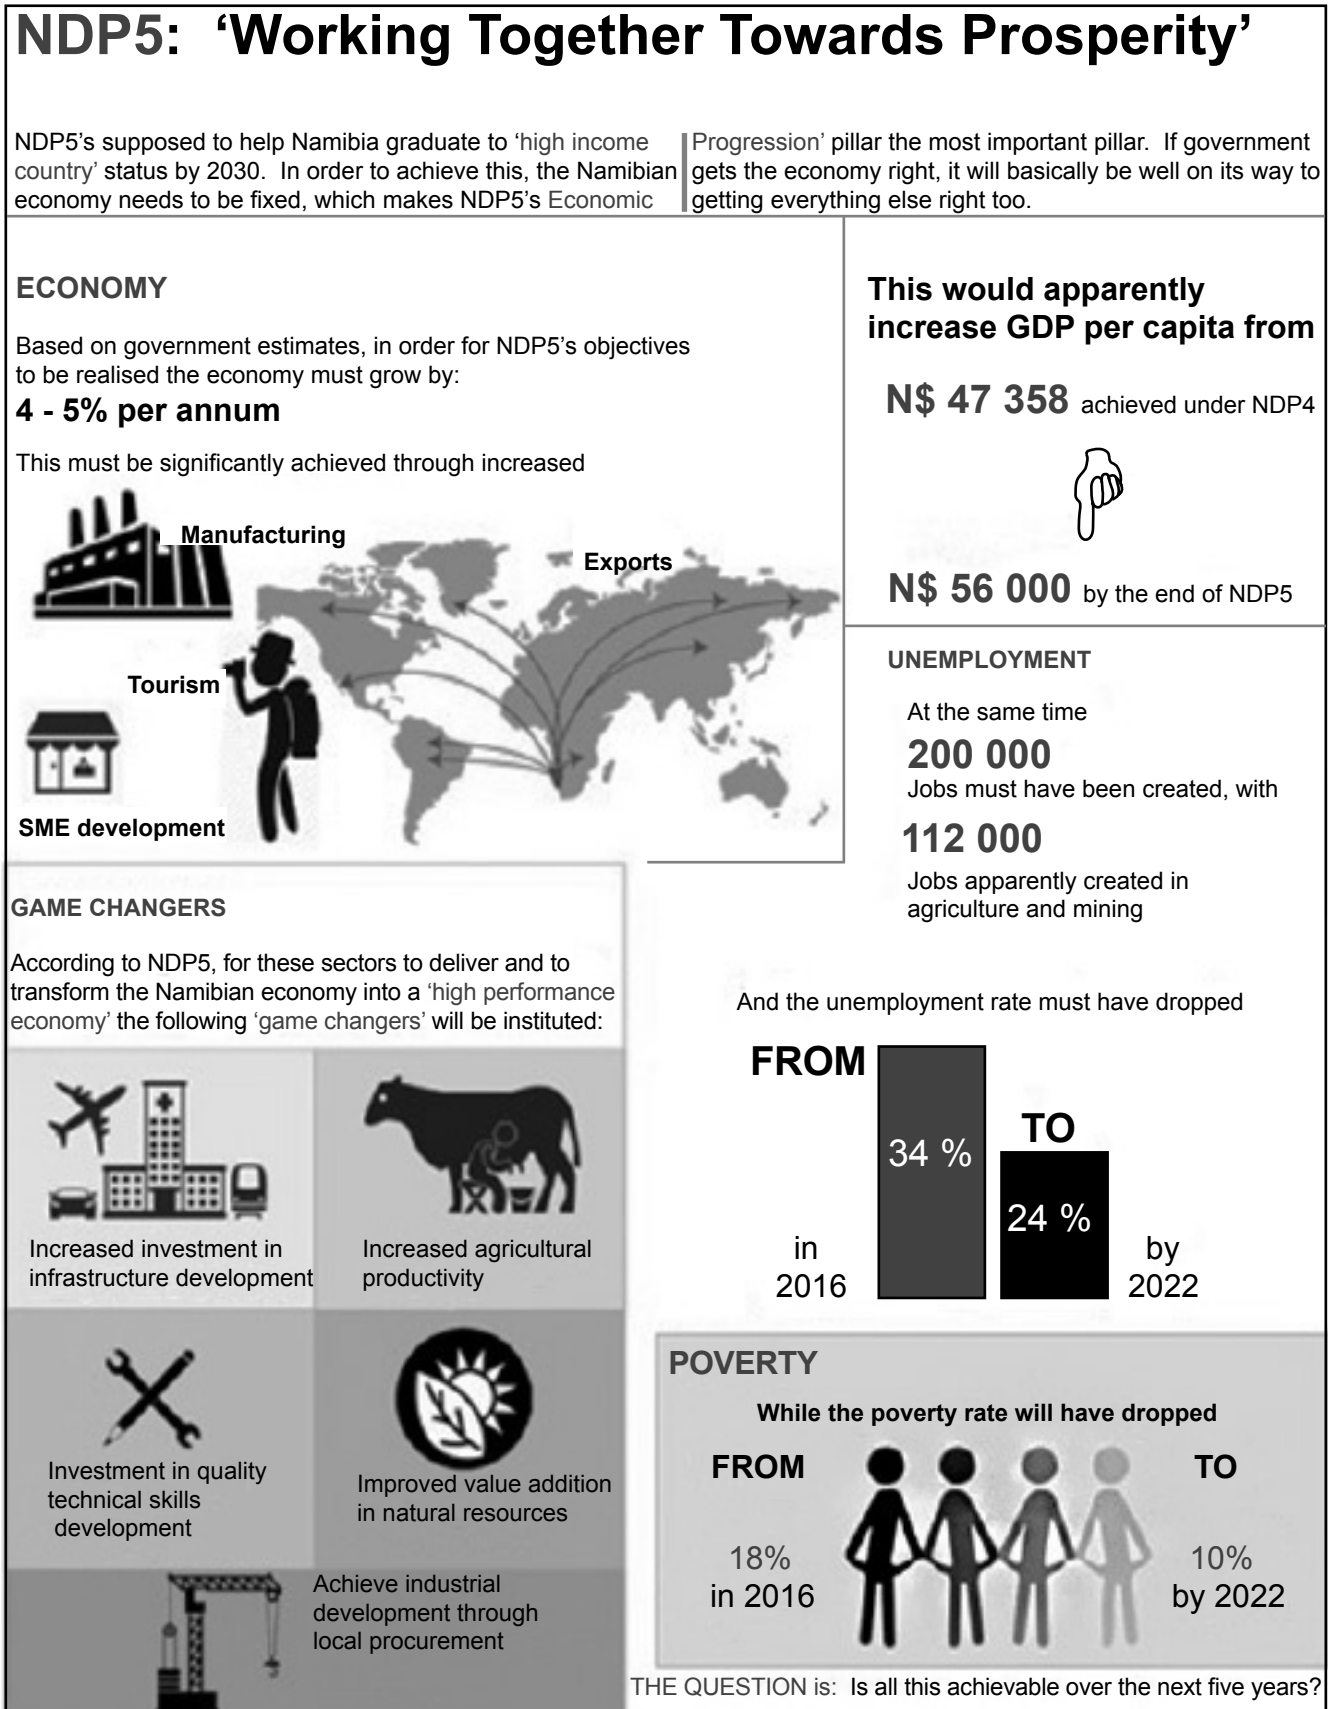 NDP5: ‘Working Together Towards Prosperity’
NDP5’s supposed to help Namibia graduate to ‘high income
country’ status by 2030. In order to achieve this, the Namibian
economy needs to be fixed, which makes NDP5’s Economic
Progression’ pillar the most important pillar. If government
gets the economy right, it will basically be well on its way to
getting everything else right too.
ECONOMY
Based on government estimates, in order for NDP5’s objectives
to be realised the economy must grow by:
4 - 5% per annum
This must be significantly achieved through increased
Manufacturing
Exports
Tourism
SME development
This would apparently
increase GDP per capita from
N$ 47 358 achieved under NDP4
N$ 56 000 by the end of NDP5
UNEMPLOYMENT
At the same time
200 000
Jobs must have been created, with
112 000
Jobs apparently created in
agriculture and mining
And the unemployment rate must have dropped
FROM
34 %
in
2016
TO
24 %
by
2022
GAME CHANGERS
According to NDP5, for these sectors to deliver and to
transform the Namibian economy into a ‘high performance
economy’ the following ‘game changers’ will be instituted:
Increased investment in
infrastructure development
Increased agricultural
productivity
Investment in quality
technical skills
development
Improved value addition
in natural resources
Achieve industrial
development through
local procurement
POVERTY
While the poverty rate will have dropped
FROM
18%
in 2016
TO
10%
by 2022
THE QUESTION is: Is all this achievable over the next five years?